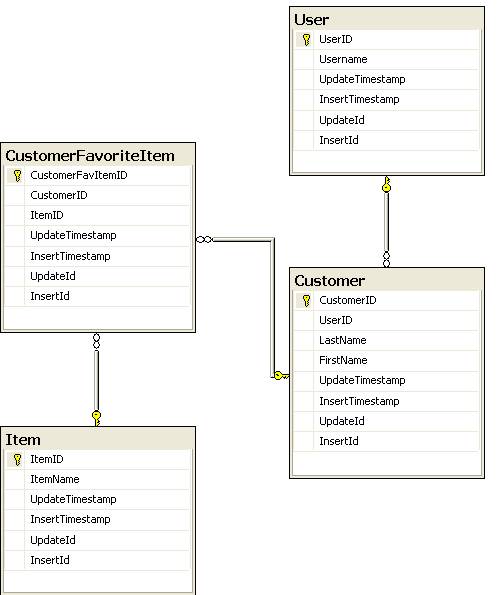 User
UserID
Username
UpdateTimestamp
InsertTimestamp
UpdateId
InsertId
CustomerFavoriteItem
CustomerFavItemID
CustomerID
ItemID
UpdateTimestamp
InsertTimestamp
UpdateId
InsertId
Customer
CustomerID
UserID
LastName
FirstName
UpdateTimestamp
InsertTimestamp
UpdateId
InsertId
Item
ItemID
ItemName
UpdateTimestamp
InsertTimestamp
UpdateId
InsertId